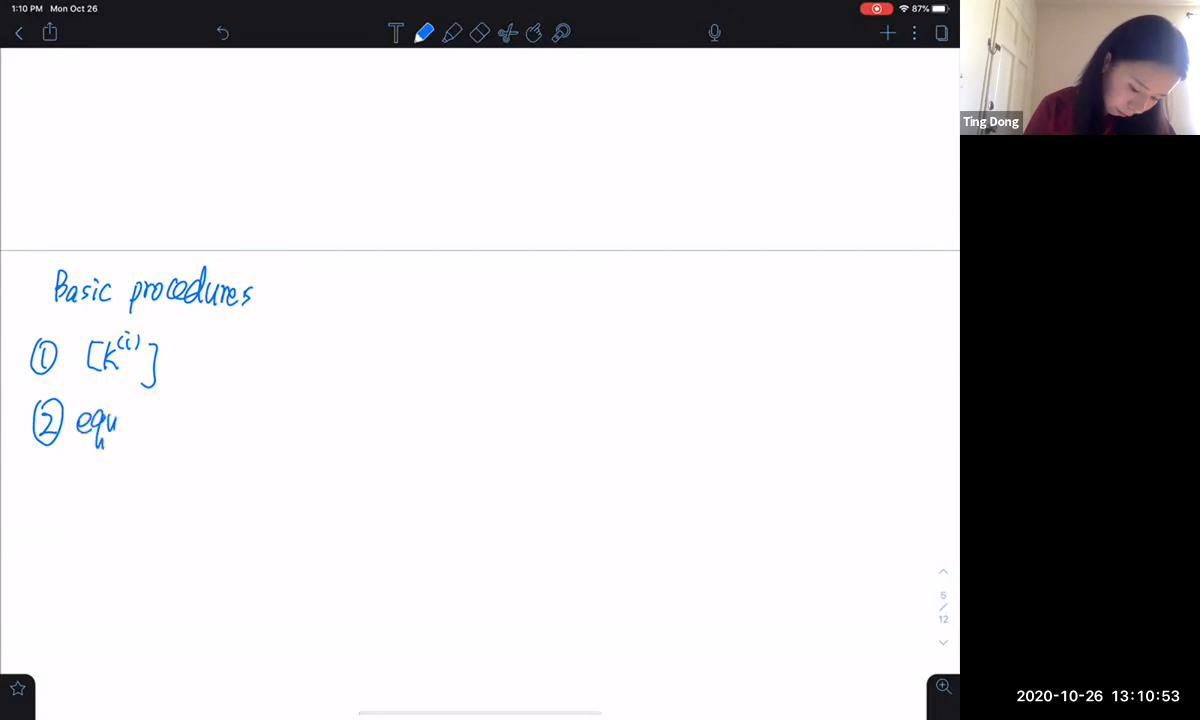 1:10 PM Mon Oct 26
87%
T
Ting Dong
Basic procedures
① [K^(i)]
② equ
5
/
12
2020-10-26 13:10:53